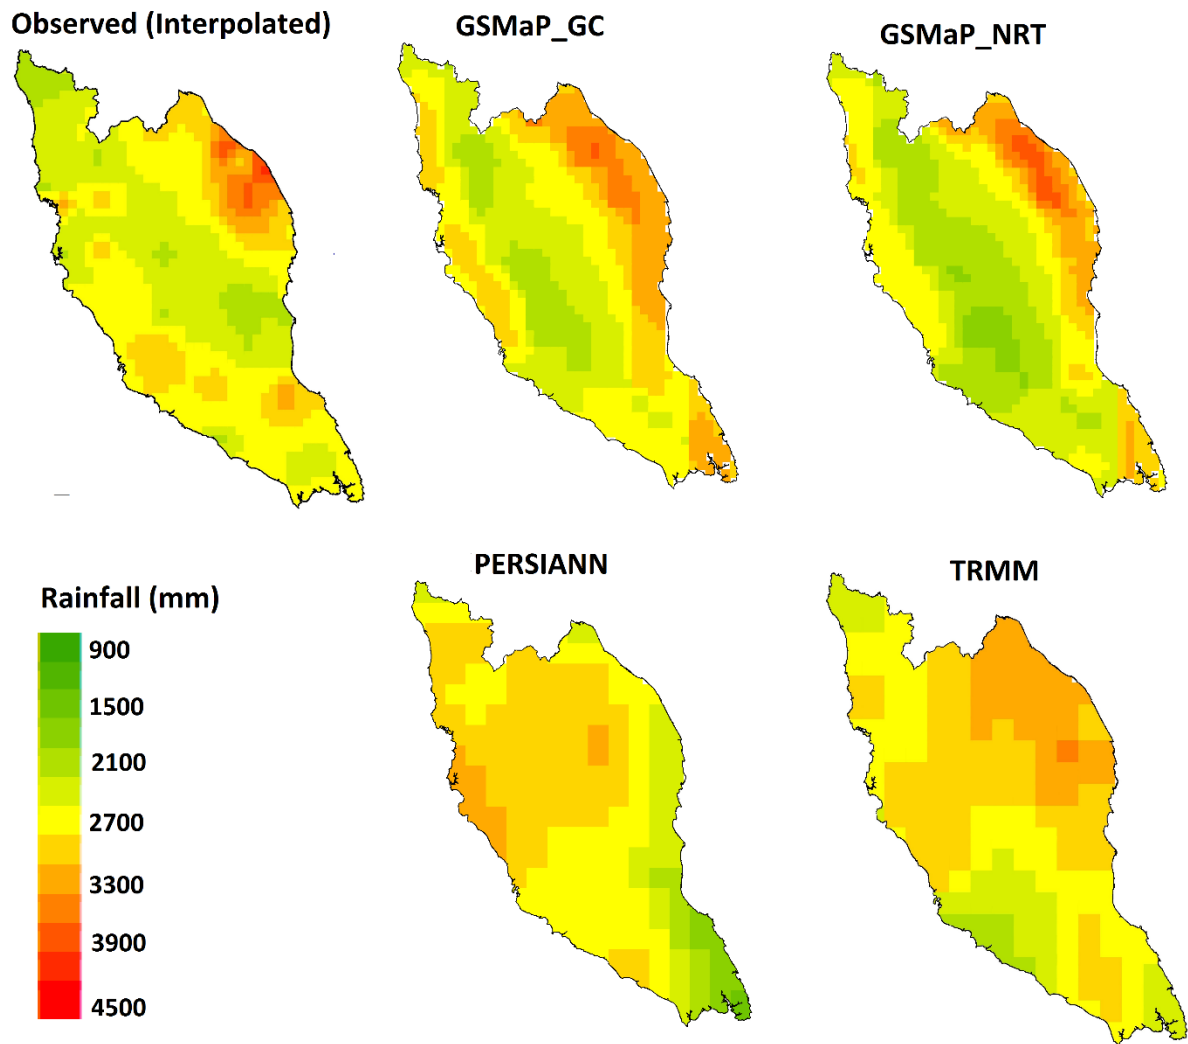 Observed (Interpolated)
GSMaP_GC
GSMaP_NRT
PERSIANN
TRMM
Rainfall (mm)
900
1500
2100
2700
3300
3900
4500